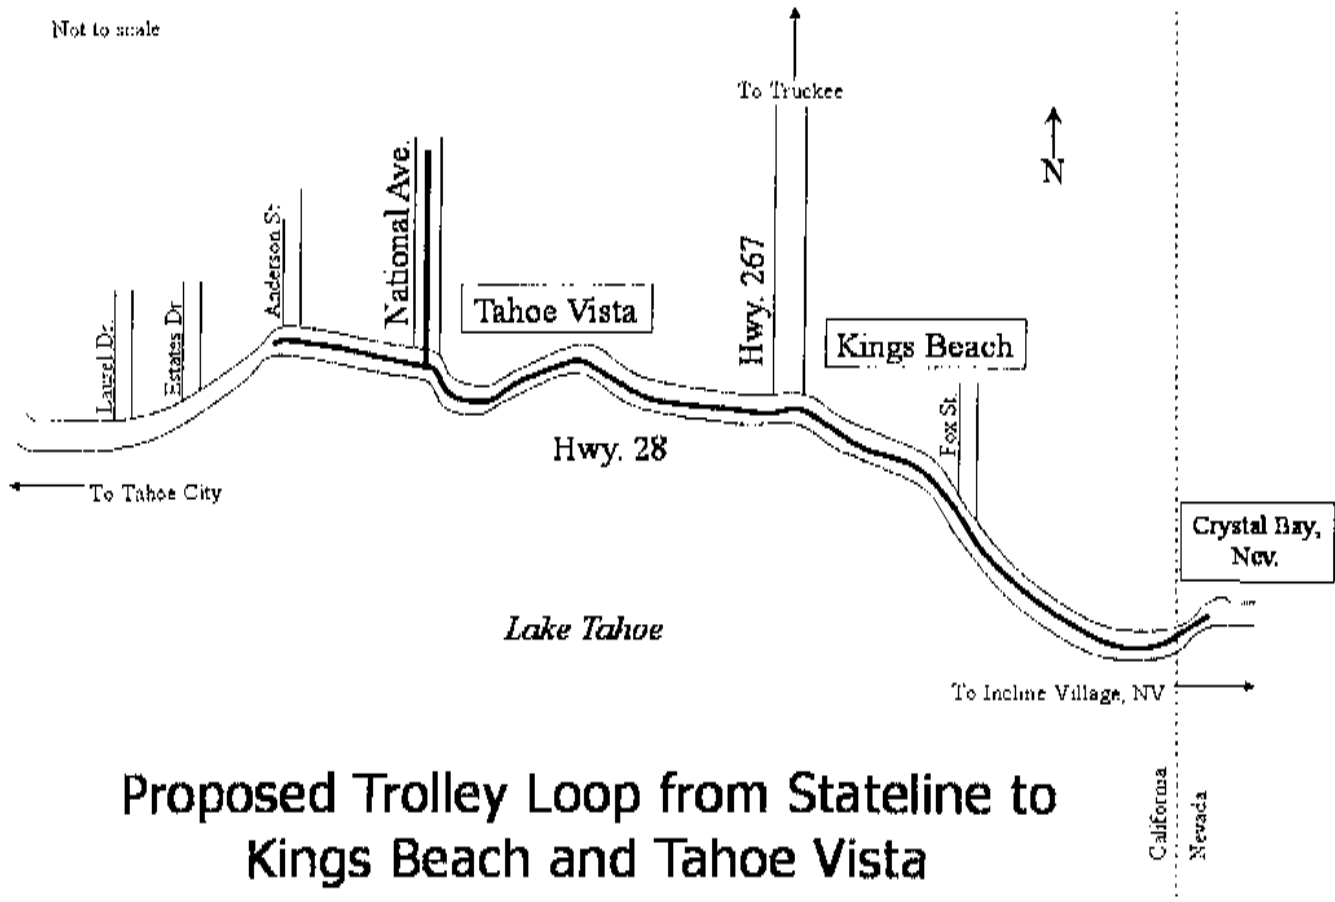 Not to scale
To Truckee
N
National Ave.
Anderson St.
Hwy. 267
Tahoe Vista
Estates Dr
Laurel Dr.
Kings Beach
Fox St.
Hwy. 28
To Tahoe City
Crystal Bay,
Nev.
Lake Tahoe
To Incline Village, NV
California
Nevada
Proposed Trolley Loop from Stateline to
Kings Beach and Tahoe Vista